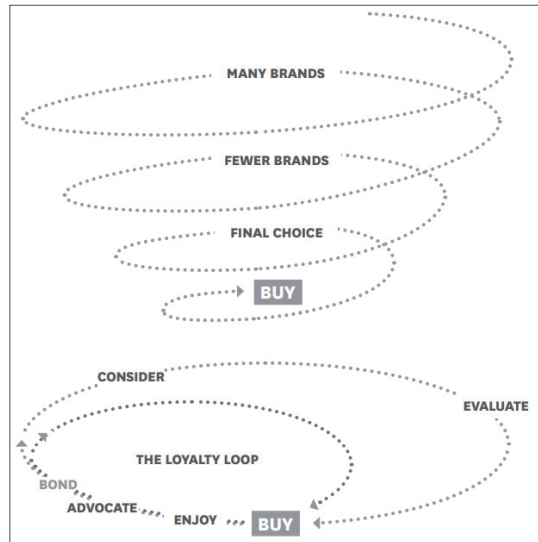 MANY BRANDS
FEWER BRANDS
FINAL CHOICE
BUY
CONSIDER
EVALUATE
THE LOYALTY LOOP
BOND
ADVOCATE
ENJOY
BUY